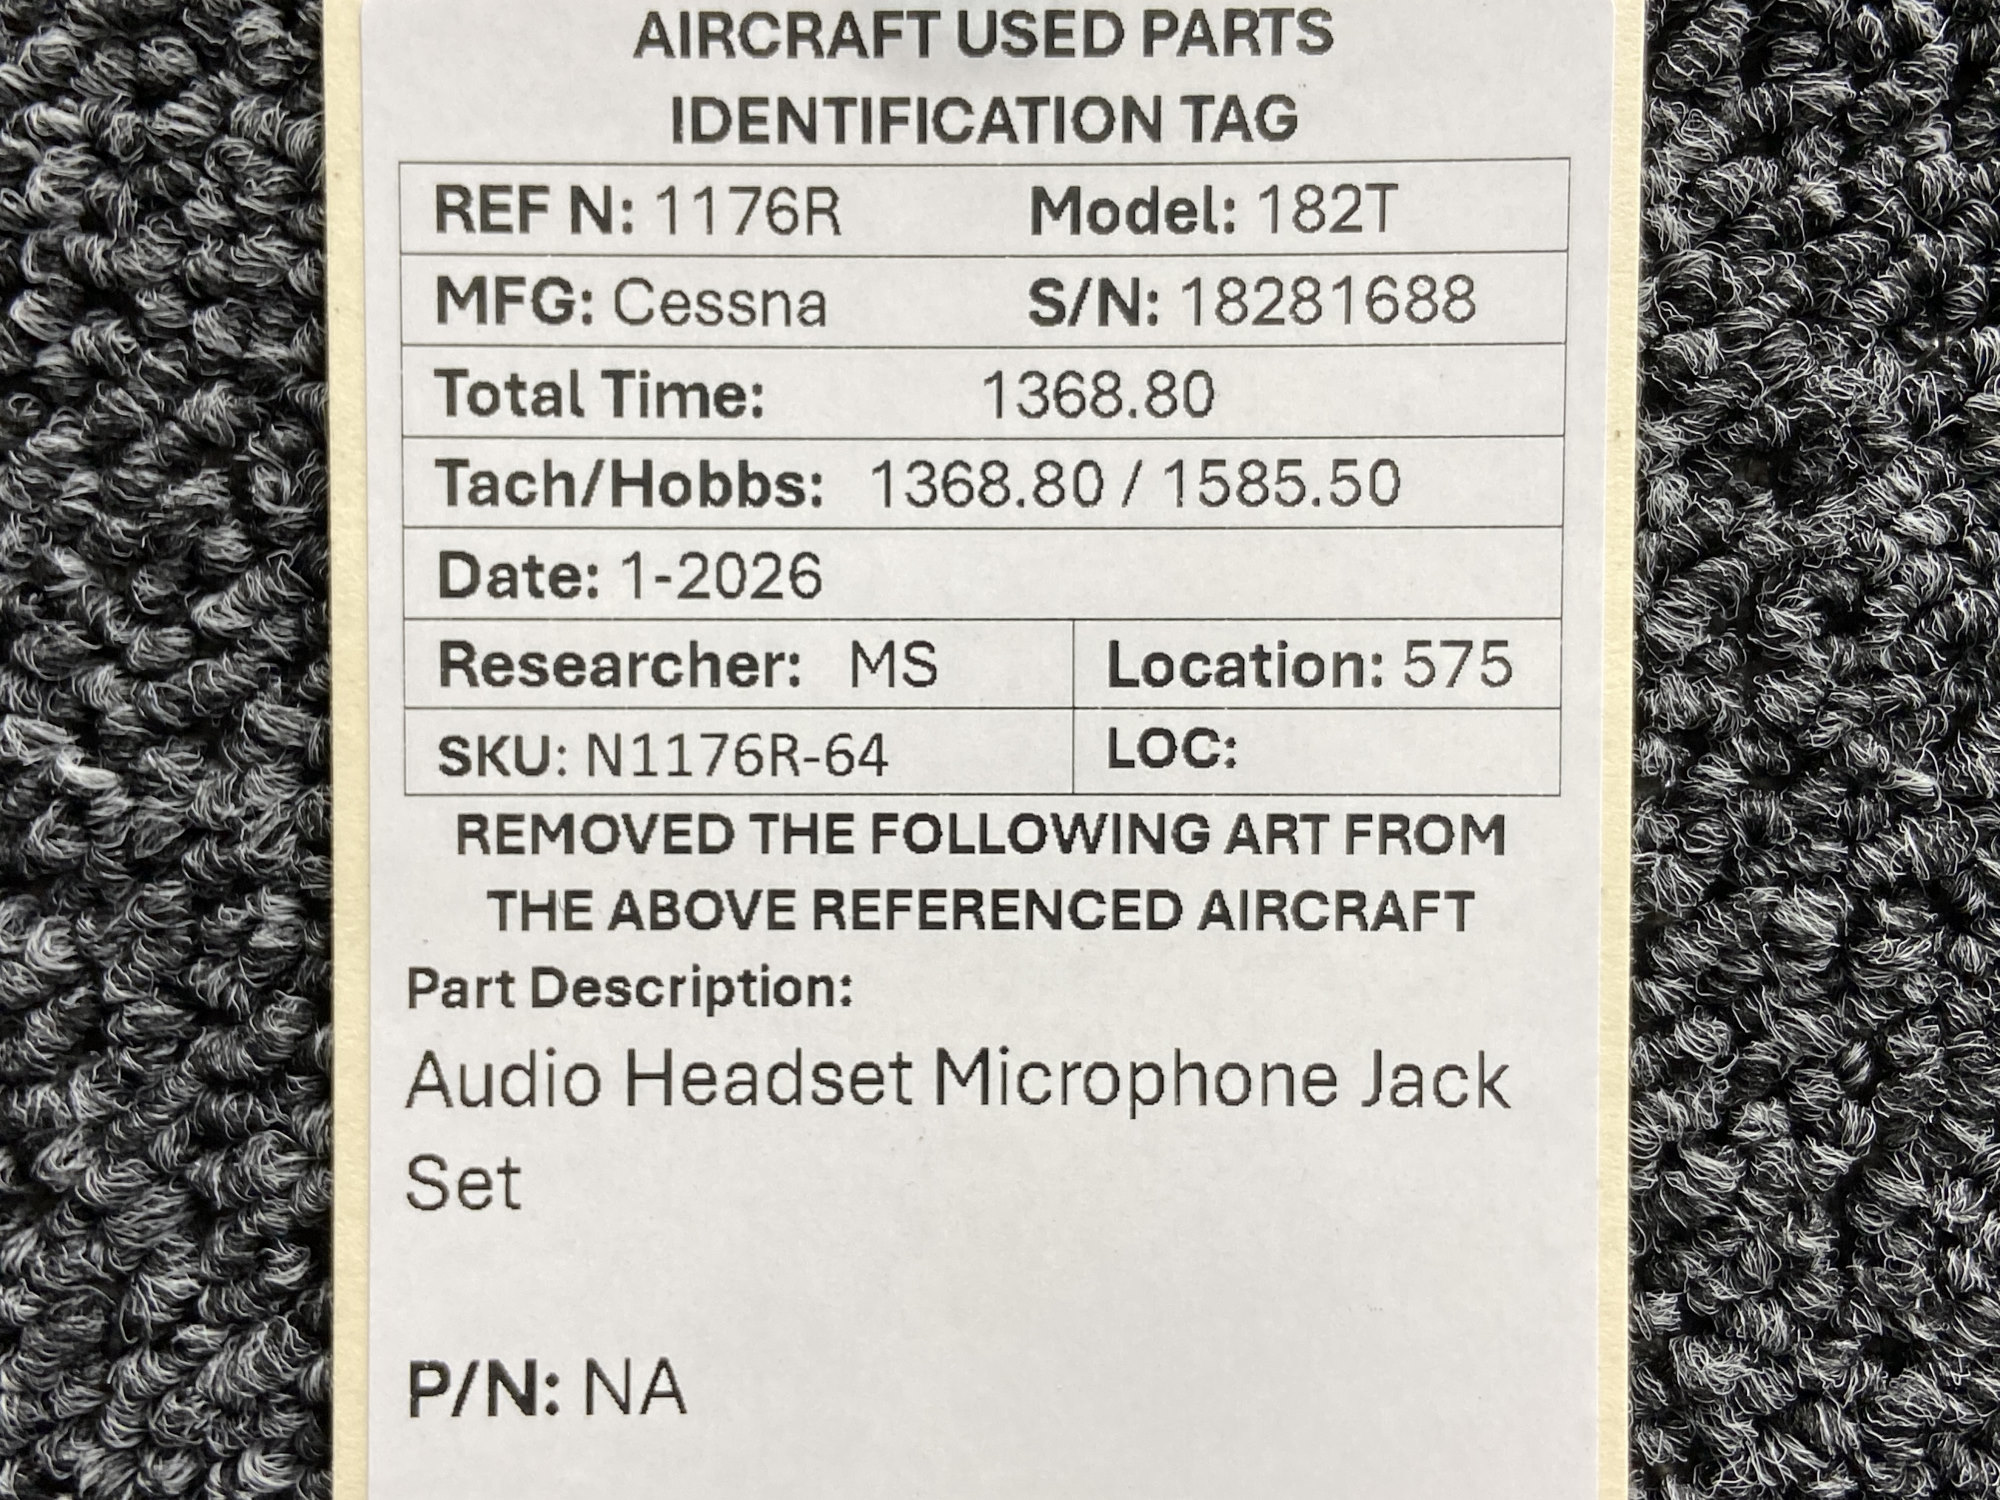 AIRCRAFT USED PARTS
IDENTIFICATION TAG
REF N: 1176R Model: 182T
MFG: Cessna S/N: 18281688
Total Time: 1368.80
Tach/Hobbs: 1368.80 / 1585.50
Date: 1-2026
Researcher: MS Location: 575
SKU: N1176R-64 LOC:
REMOVED THE FOLLOWING ART FROM
THE ABOVE REFERENCED AIRCRAFT
Part Description:
Audio Headset Microphone Jack
Set
P/N: NA